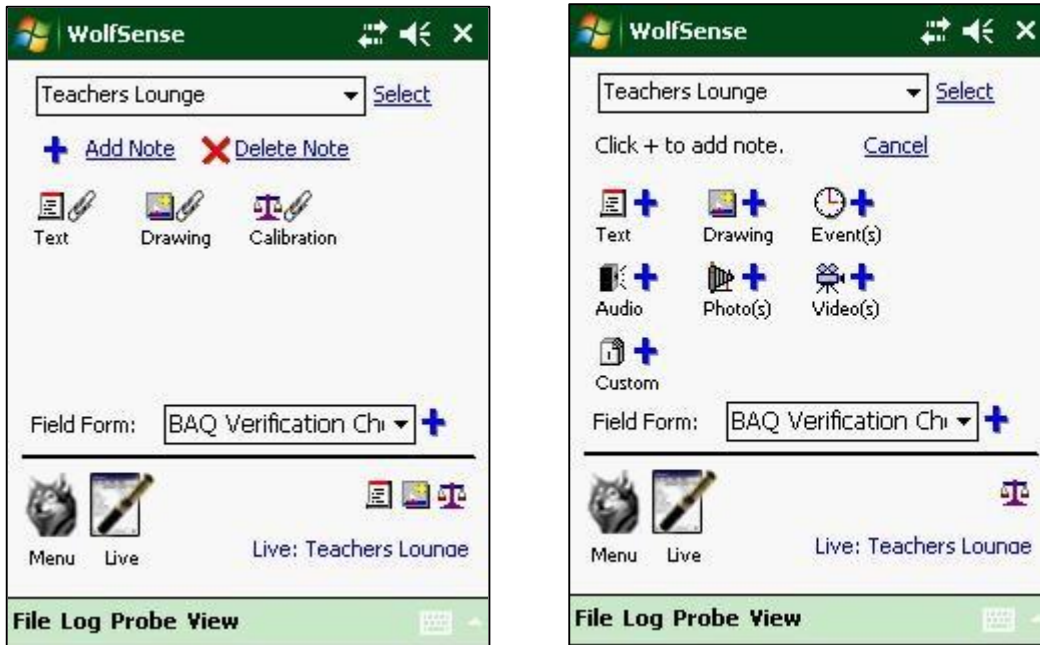 WolfSense
Teachers Lounge Select
Add Note Delete Note
Text Drawing Calibration
Field Form: BAQ Verification Ch
Menu Live
Live: Teachers Lounge
File Log Probe View
WolfSense
Teachers Lounge Select
Click + to add note. Cancel
Text Drawing Event(s)
Audio Photo(s) Video(s)
Custom
Field Form: BAQ Verification Ch
Menu Live
Live: Teachers Lounge
File Log Probe View